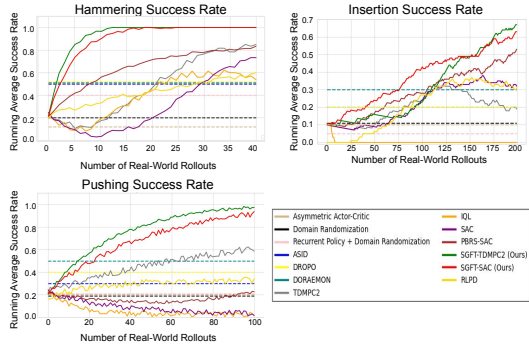 Hammering Success Rate
Running Average Success Rate
1.0
0.8
0.6
0.4
0.2
0.0
0 10 20 30 40
Number of Real-World Rollouts
Insertion Success Rate
Running Average Success Rate
0.7
0.6
0.5
0.4
0.3
0.2
0.1
0.0
0 25 50 75 100 125 150 175 200
Number of Real-World Rollouts
Pushing Success Rate
Running Average Success Rate
1.0
0.8
0.6
0.4
0.2
0.0
0 20 40 60 80 100
Number of Real-World Rollouts
Asymmetric Actor-Critic
Domain Randomization
Recurrent Policy + Domain Randomization
ASID
DROPO
DORAEMON
TDMPC2
IQL
SAC
PBRS-SAC
SGFT-TDMPC2 (Ours)
SGFT-SAC (Ours)
RLPD